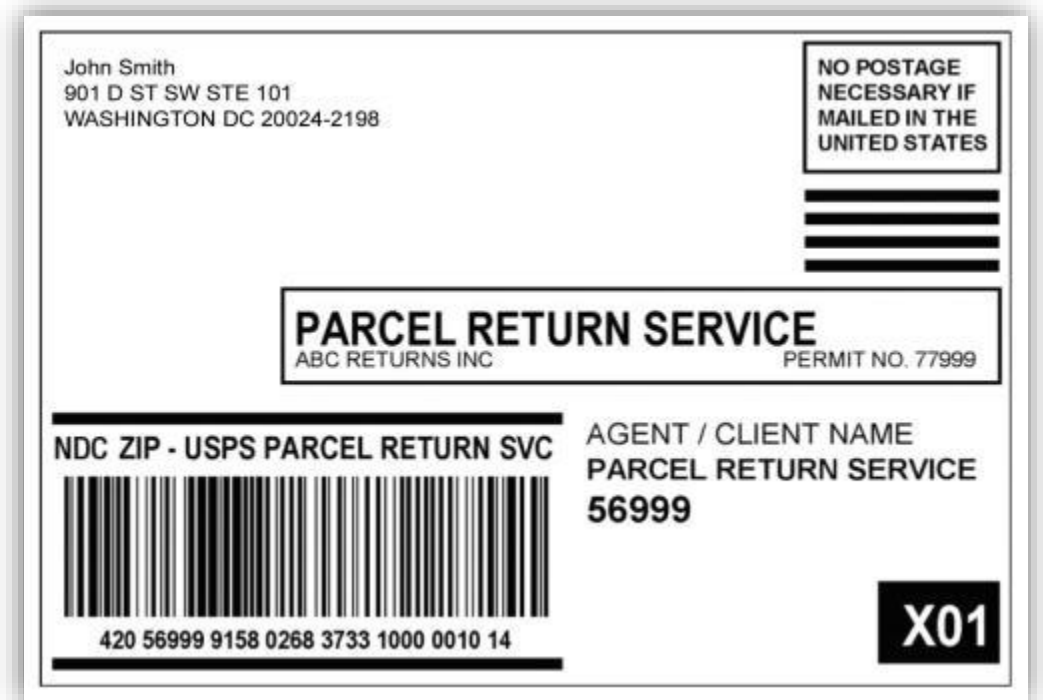 John Smith
901 D ST SW STE 101
WASHINGTON DC 20024-2198
NO POSTAGE
NECESSARY IF
MAILED IN THE
UNITED STATES
PARCEL RETURN SERVICE
ABC RETURNS INC PERMIT NO. 77999
NDC ZIP - USPS PARCEL RETURN SVC
420 56999 9158 0268 3733 1000 0010 14
AGENT / CLIENT NAME
PARCEL RETURN SERVICE
56999
X01